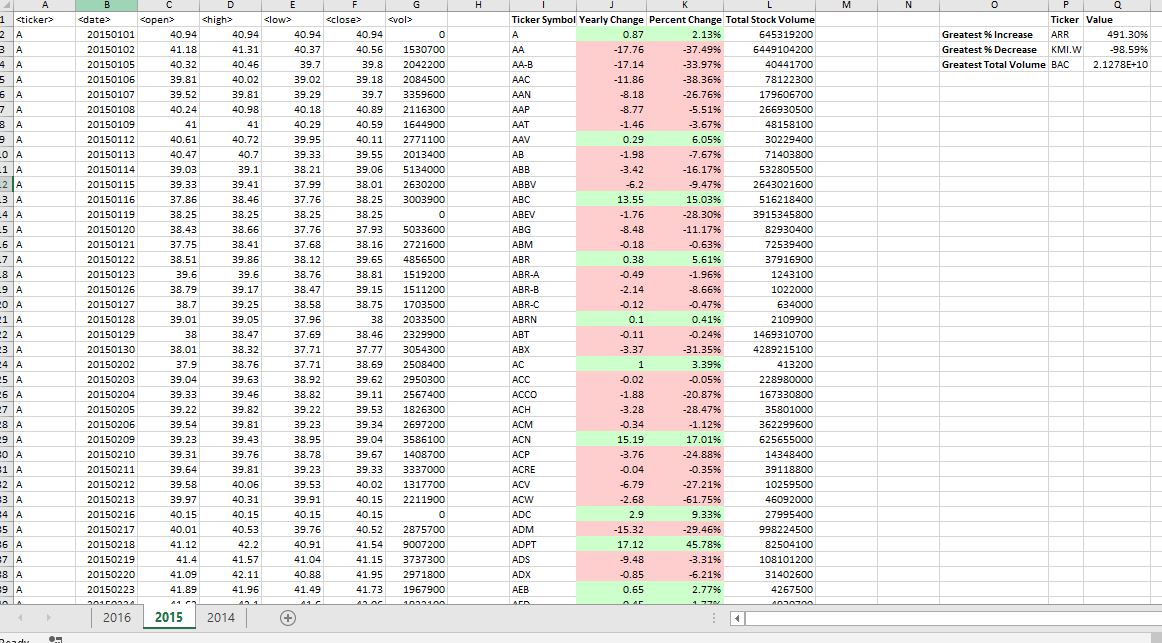 A B C D E F G H I J K L M N O P Q
1 <ticker> <date> <open> <high> <low> <close> <vol> Ticker Symbol Yearly Change Percent Change Total Stock Volume Ticker Value
2 A 20150101 40.94 40.94 40.94 40.94 0 A 0.87 2.13% 645319200 Greatest % Increase ARR 491.30%
3 A 20150102 41.18 41.31 40.37 40.56 1530700 AA -17.76 -37.49% 6449104200 Greatest % Decrease KMI.W -98.59%
4 A 20150105 40.32 40.46 39.7 39.8 2042200 AA-B -17.14 -33.97% 40441700 Greatest Total Volume BAC 2.1278E+10
5 A 20150106 39.81 40.02 39.02 39.18 2084500 AAC -11.86 -38.36% 78122300
6 A 20150107 39.52 39.81 39.29 39.7 3359600 AAN -8.18 -26.76% 179606700
7 A 20150108 40.24 40.98 40.18 40.89 2116300 AAP -8.77 -5.51% 266930500
8 A 20150109 41 41 40.29 40.59 1644900 AAT -1.46 -3.67% 48158100
9 A 20150112 40.61 40.72 39.95 40.11 2771100 AAV 0.29 6.05% 30229400
10 A 20150113 40.47 40.7 39.33 39.55 2013400 AB -1.98 -7.67% 71403800
11 A 20150114 39.03 39.1 38.21 39.06 5134000 ABB -3.42 -16.17% 532805500
12 A 20150115 39.33 39.41 37.99 38.01 2630200 ABBV -6.2 -9.47% 2643021600
13 A 20150116 37.86 38.46 37.76 38.25 3003900 ABC 13.55 15.03% 516218400
14 A 20150119 38.25 38.25 38.25 38.25 0 ABEV -1.76 -28.30% 3915345800
15 A 20150120 38.43 38.66 37.76 37.93 5033600 ABG -8.48 -11.17% 82930400
16 A 20150121 37.75 38.41 37.68 38.16 2721600 ABM -0.18 -0.63% 72539400
17 A 20150122 38.51 39.86 38.12 39.65 4856500 ABR 0.38 5.61% 37916900
18 A 20150123 39.6 39.6 38.76 38.81 1519200 ABR-A -0.49 -1.96% 1243100
19 A 20150126 38.79 39.17 38.47 39.15 1511200 ABR-B -2.14 -8.66% 1022000
20 A 20150127 38.7 39.25 38.58 38.75 1703500 ABR-C -0.12 -0.47% 634000
21 A 20150128 39.01 39.05 37.96 38 2033500 ABRN 0.1 0.41% 2109900
22 A 20150129 38 38.47 37.69 38.46 2329900 ABT -0.11 -0.24% 1469310700
23 A 20150130 38.01 38.32 37.71 37.77 3054300 ABX -3.37 -31.35% 4289215100
24 A 20150202 37.9 38.76 37.71 38.69 2508400 AC 1 3.39% 413200
25 A 20150203 39.04 39.63 38.92 39.62 2950300 ACC -0.02 -0.05% 228980000
26 A 20150204 39.33 39.46 38.82 39.11 2567400 ACCO -1.88 -20.87% 167330800
27 A 20150205 39.22 39.82 39.22 39.53 1826300 ACH -3.28 -28.47% 35801000
28 A 20150206 39.54 39.81 39.23 39.34 2697200 ACM -0.34 -1.12% 362299600
29 A 20150209 39.23 39.43 38.95 39.04 3586100 ACN 15.19 17.01% 625655000
30 A 20150210 39.31 39.76 38.78 39.67 1408700 ACP -3.76 -24.88% 14348400
31 A 20150211 39.64 39.81 39.23 39.33 3337000 ACRE -0.04 -0.35% 39118800
32 A 20150212 39.58 40.06 39.53 40.02 1317700 ACV -6.79 -27.21% 10259500
33 A 20150213 39.97 40.31 39.91 40.15 2211900 ACW -2.68 -61.75% 46092000
34 A 20150216 40.15 40.15 40.15 40.15 0 ADC 2.9 9.33% 27995400
35 A 20150217 40.01 40.53 39.76 40.52 2875700 ADM -15.32 -29.46% 998224500
36 A 20150218 41.12 42.2 40.91 41.54 9007200 ADPT 17.12 45.78% 82504100
37 A 20150219 41.4 41.57 41.04 41.15 3737300 ADS -9.48 -3.31% 108101200
38 A 20150220 41.09 42.11 40.88 41.95 2971800 ADX -0.85 -6.21% 31402600
39 A 20150223 41.89 41.96 41.49 41.73 1967900 AEB 0.65 2.77% 4267500
2016 2015 2014